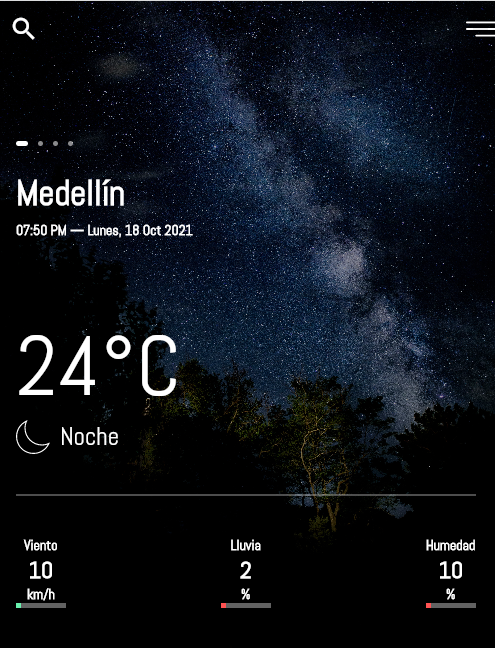 Medellín
07:50 PM — Lunes, 18 Oct 2021
24°C
Noche
Viento
10
km/h
Lluvia
2
%
Humedad
10
%